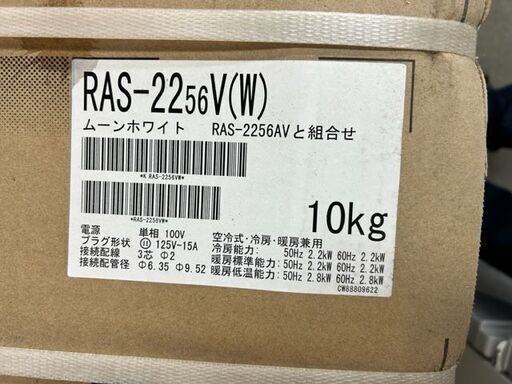 RAS-2256V(W)
ムーンホワイト RAS-2256AVと組合せ
*K RAS-2256VW*
*RAS-2256VW*
10kg
電源 単相 100V
プラグ形状 125V-15A
接続配線 3芯 Φ2
接続配管径 Φ6.35 Φ9.52
空冷式・冷房・暖房兼用
冷房能力: 50Hz 2.2kW 60Hz 2.2kW
暖房標準能力: 50Hz 2.2kW 60Hz 2.2kW
暖房低温能力: 50Hz 2.8kW 60Hz 2.8kW
CW88809622